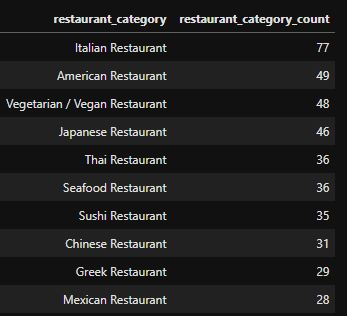 restaurant_category restaurant_category_count
Italian Restaurant 77
American Restaurant 49
Vegetarian / Vegan Restaurant 48
Japanese Restaurant 46
Thai Restaurant 36
Seafood Restaurant 36
Sushi Restaurant 35
Chinese Restaurant 31
Greek Restaurant 29
Mexican Restaurant 28